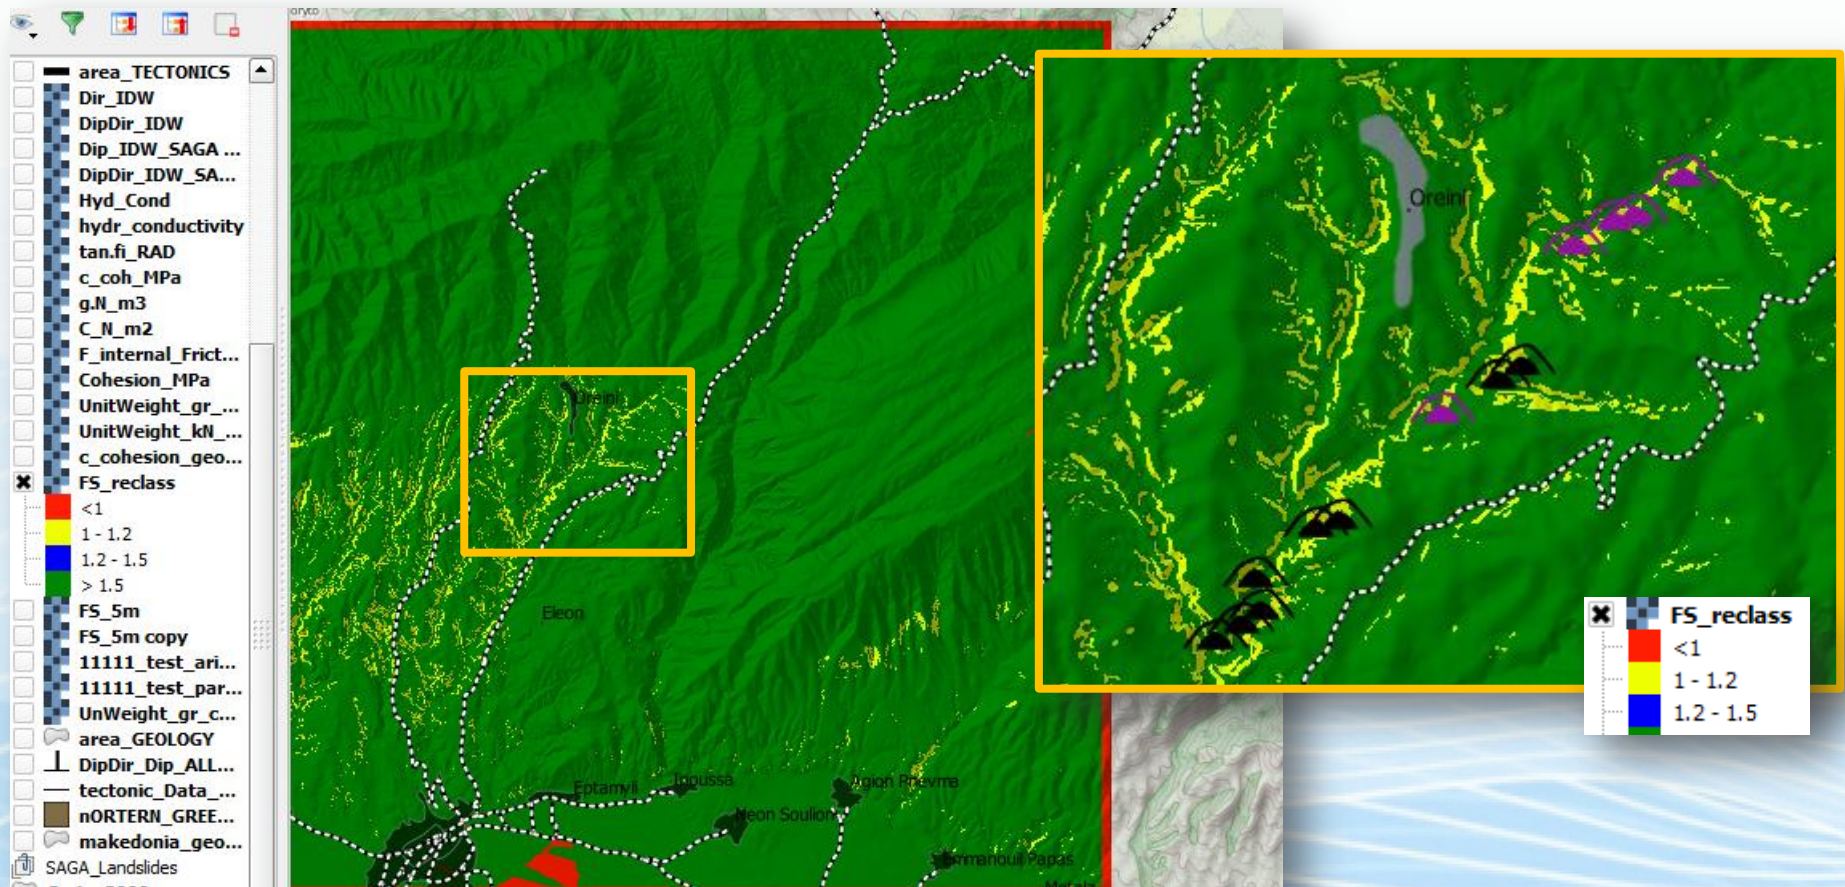 oryto
area_TECTONICS
Dir_IDW
DipDir_IDW
Dip_IDW_SAGA ...
DipDir_IDW_SA...
Hyd_Cond
hydr_conductivity
tan.fi_RAD
c_coh_MPa
g.N_m3
C_N_m2
F_internal_Frict...
Cohesion_MPa
UnitWeight_gr_...
UnitWeight_kN_...
c_cohesion_geo...
FS_reclass
<1
1 - 1.2
1.2 - 1.5
> 1.5
FS_5m
FS_5m copy
11111_test_ari...
11111_test_par...
UnWeight_gr_c...
area_GEOLOGY
DipDir_Dip_ALL...
tectonic_Data_...
nORTERN_GREE...
makedonia_geo...
SAGA_Landslides
Oreini
Eleon
Eptamyli
Inoussa
Agion Pnevma
Neon Soulion
Emmanouil Papas
Oreini
FS_reclass
<1
1 - 1.2
1.2 - 1.5